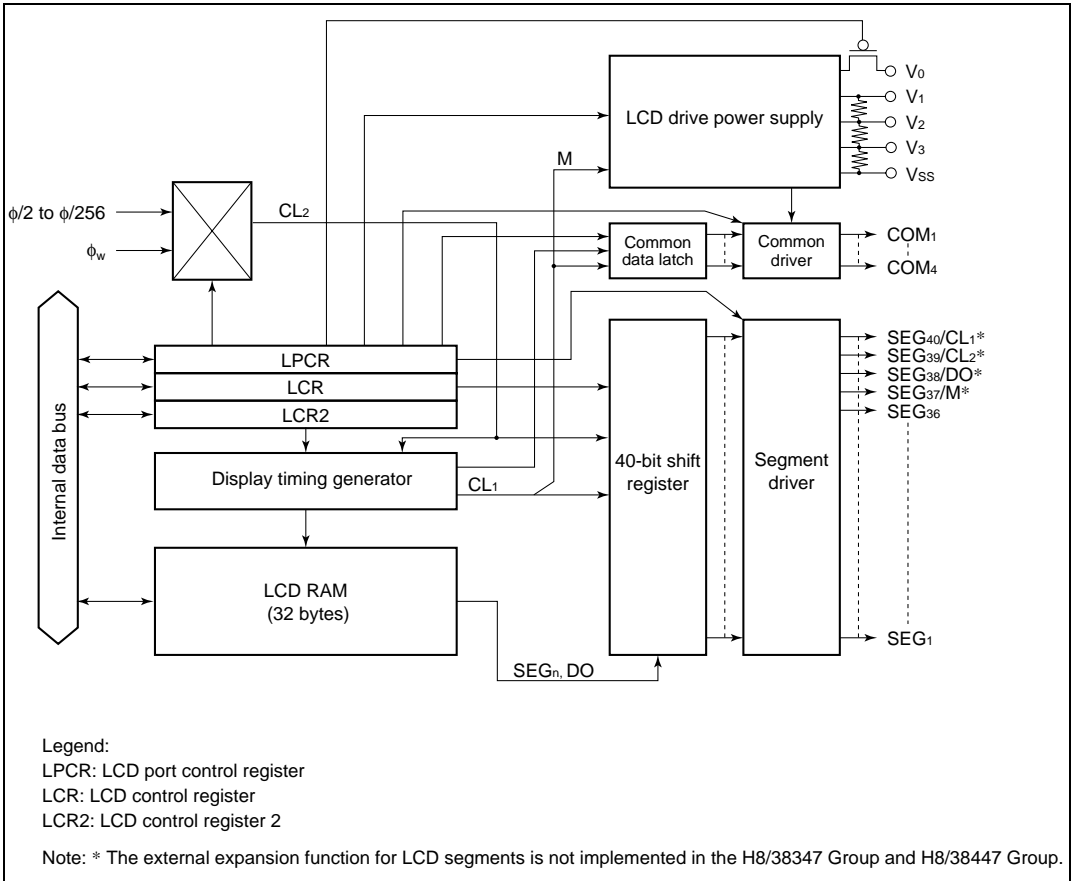 V0
V1
LCD drive power supply
V2
V3
M
VSS
ϕ/2 to ϕ/256
CL2
ϕw
Common data latch
Common driver
COM1
COM4
Internal data bus
LPCR
LCR
LCR2
SEG40/CL1*
SEG39/CL2*
SEG38/DO*
SEG37/M*
SEG36
Display timing generator
CL1
40-bit shift register
Segment driver
LCD RAM
(32 bytes)
SEGn, DO
SEG1
Legend:
LPCR: LCD port control register
LCR: LCD control register
LCR2: LCD control register 2
Note: * The external expansion function for LCD segments is not implemented in the H8/38347 Group and H8/38447 Group.